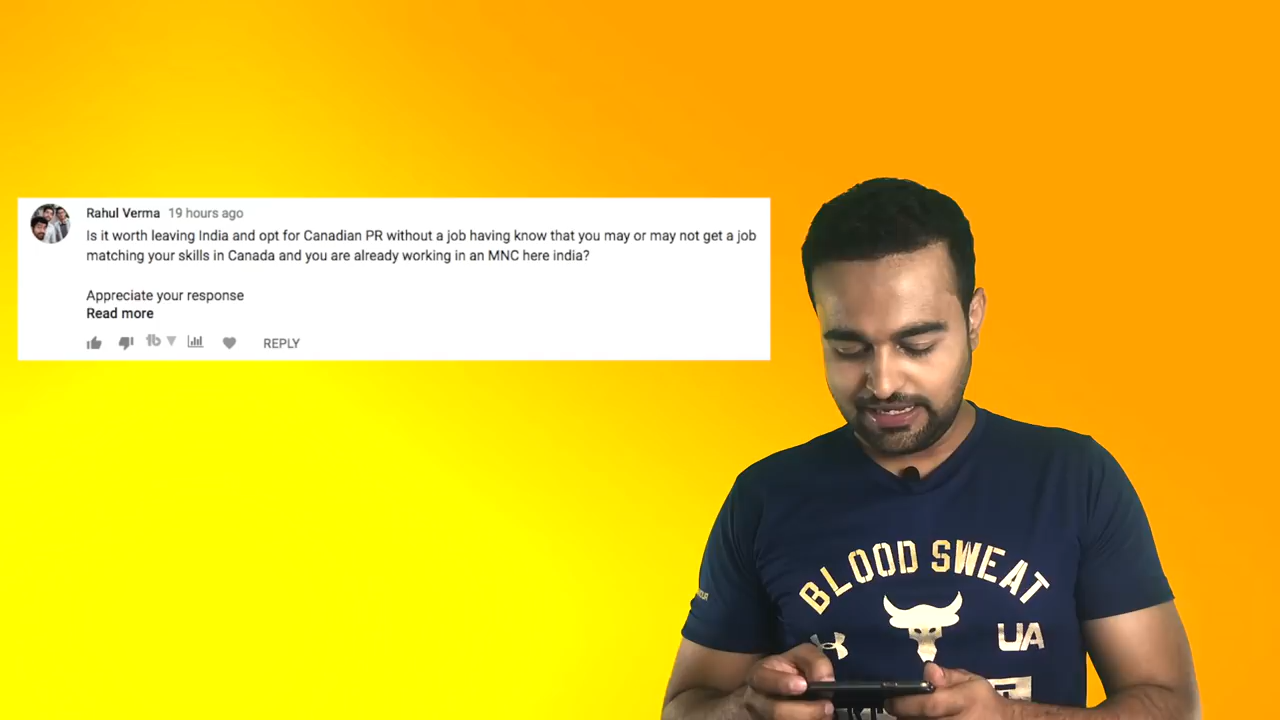 Rahul Verma 19 hours ago
Is it worth leaving India and opt for Canadian PR without a job having know that you may or may not get a job
matching your skills in Canada and you are already working in an MNC here india?
Appreciate your response
Read more
REPLY
BLOOD SWEAT
UA